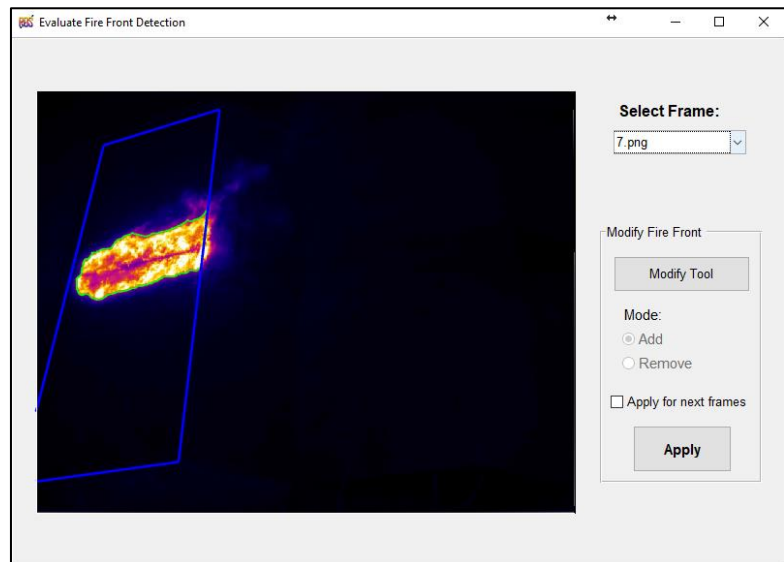 Evaluate Fire Front Detection
Select Frame:
7.png
Modify Fire Front
Modify Tool
Mode:
Add
Remove
Apply for next frames
Apply